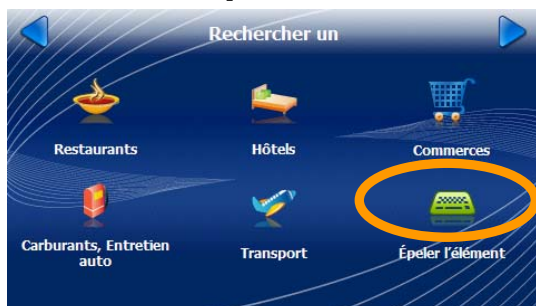 Rechercher un
Restaurants
Hôtels
Commerces
Carburants, Entretien
auto
Transport
Épeler l'élément